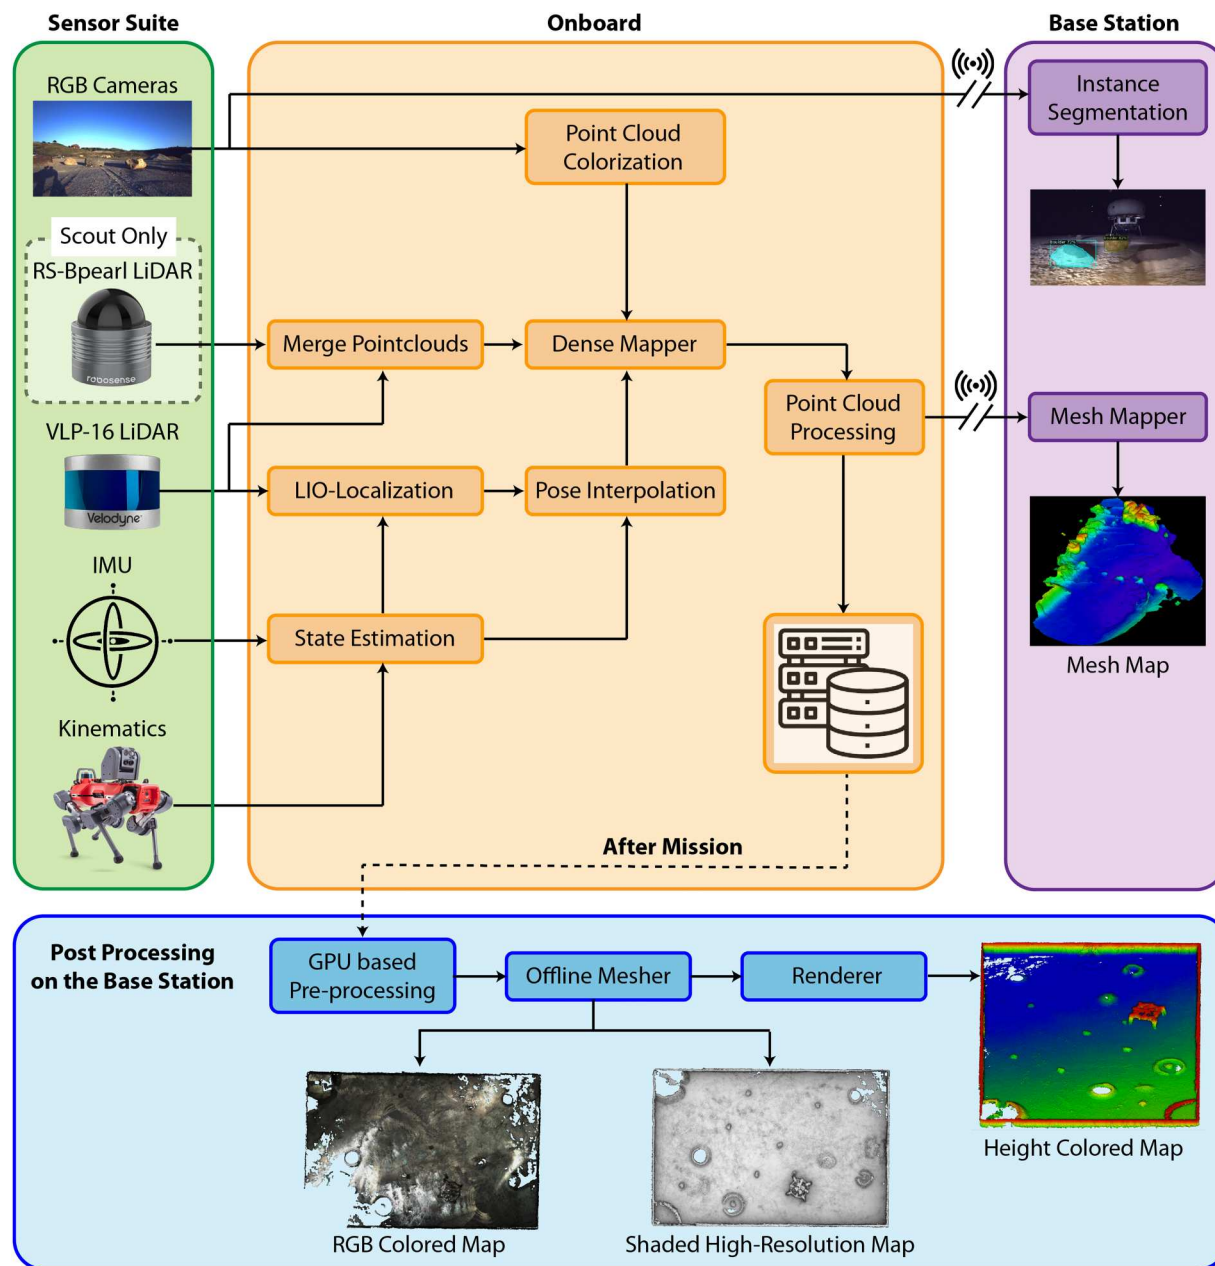 Sensor Suite
Onboard
Base Station
RGB Cameras
Instance
Segmentation
Point Cloud
Colorization
Scout Only
RS-Bpearl LiDAR
robosense
Merge Pointclouds
Dense Mapper
Point Cloud
Processing
Mesh Mapper
VLP-16 LiDAR
Velodyne
LIO-Localization
Pose Interpolation
IMU
State Estimation
Mesh Map
Kinematics
After Mission
Post Processing
on the Base Station
GPU based
Pre-processing
Offline Mesher
Renderer
Height Colored Map
RGB Colored Map
Shaded High-Resolution Map